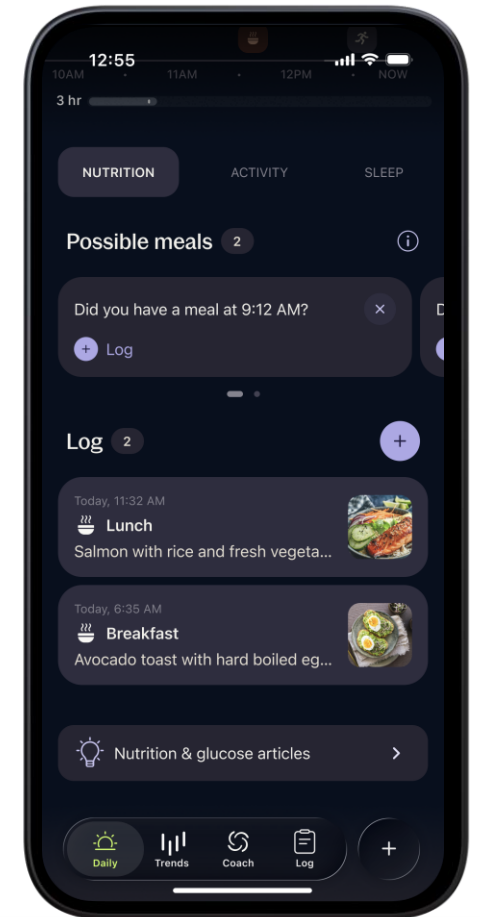 12:55
10AM
11AM
12PM
NOW
3 hr
NUTRITION
ACTIVITY
SLEEP
Possible meals 2
Did you have a meal at 9:12 AM?
D
Log
Log 2
Today, 11:32 AM
Lunch
Salmon with rice and fresh vegeta...
Today, 6:35 AM
Breakfast
Avocado toast with hard boiled eg...
Nutrition & glucose articles
Daily
Trends
Coach
Log